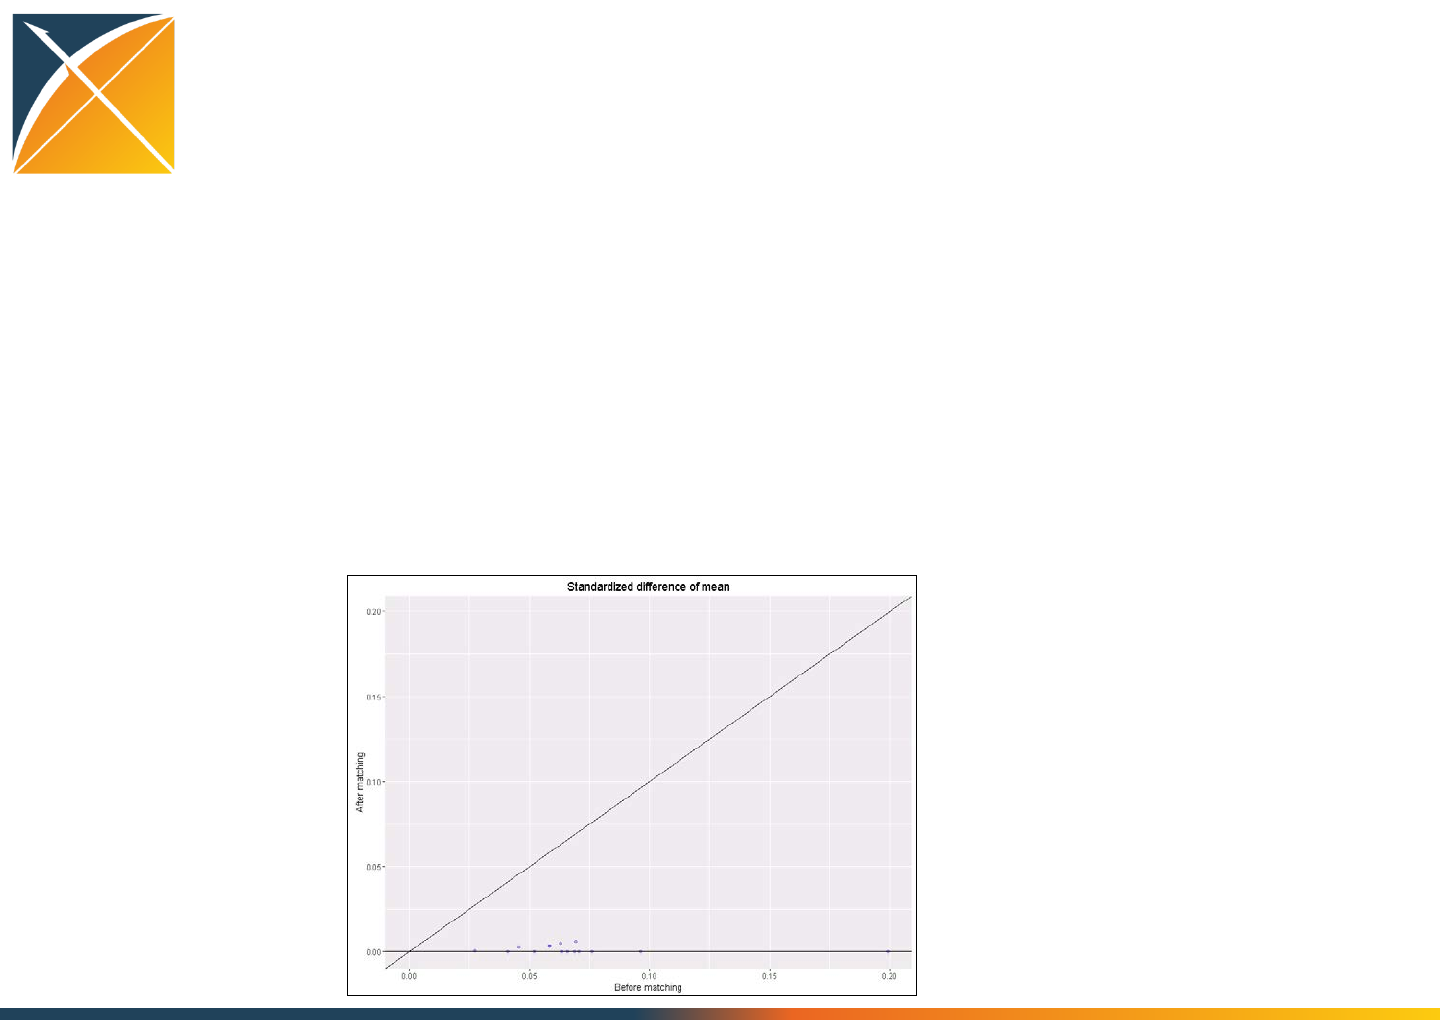 Standardized difference of mean
0.20
0.15
0.10
0.05
0.00
After matching
0.00 0.05 0.10 0.15 0.20
Before matching